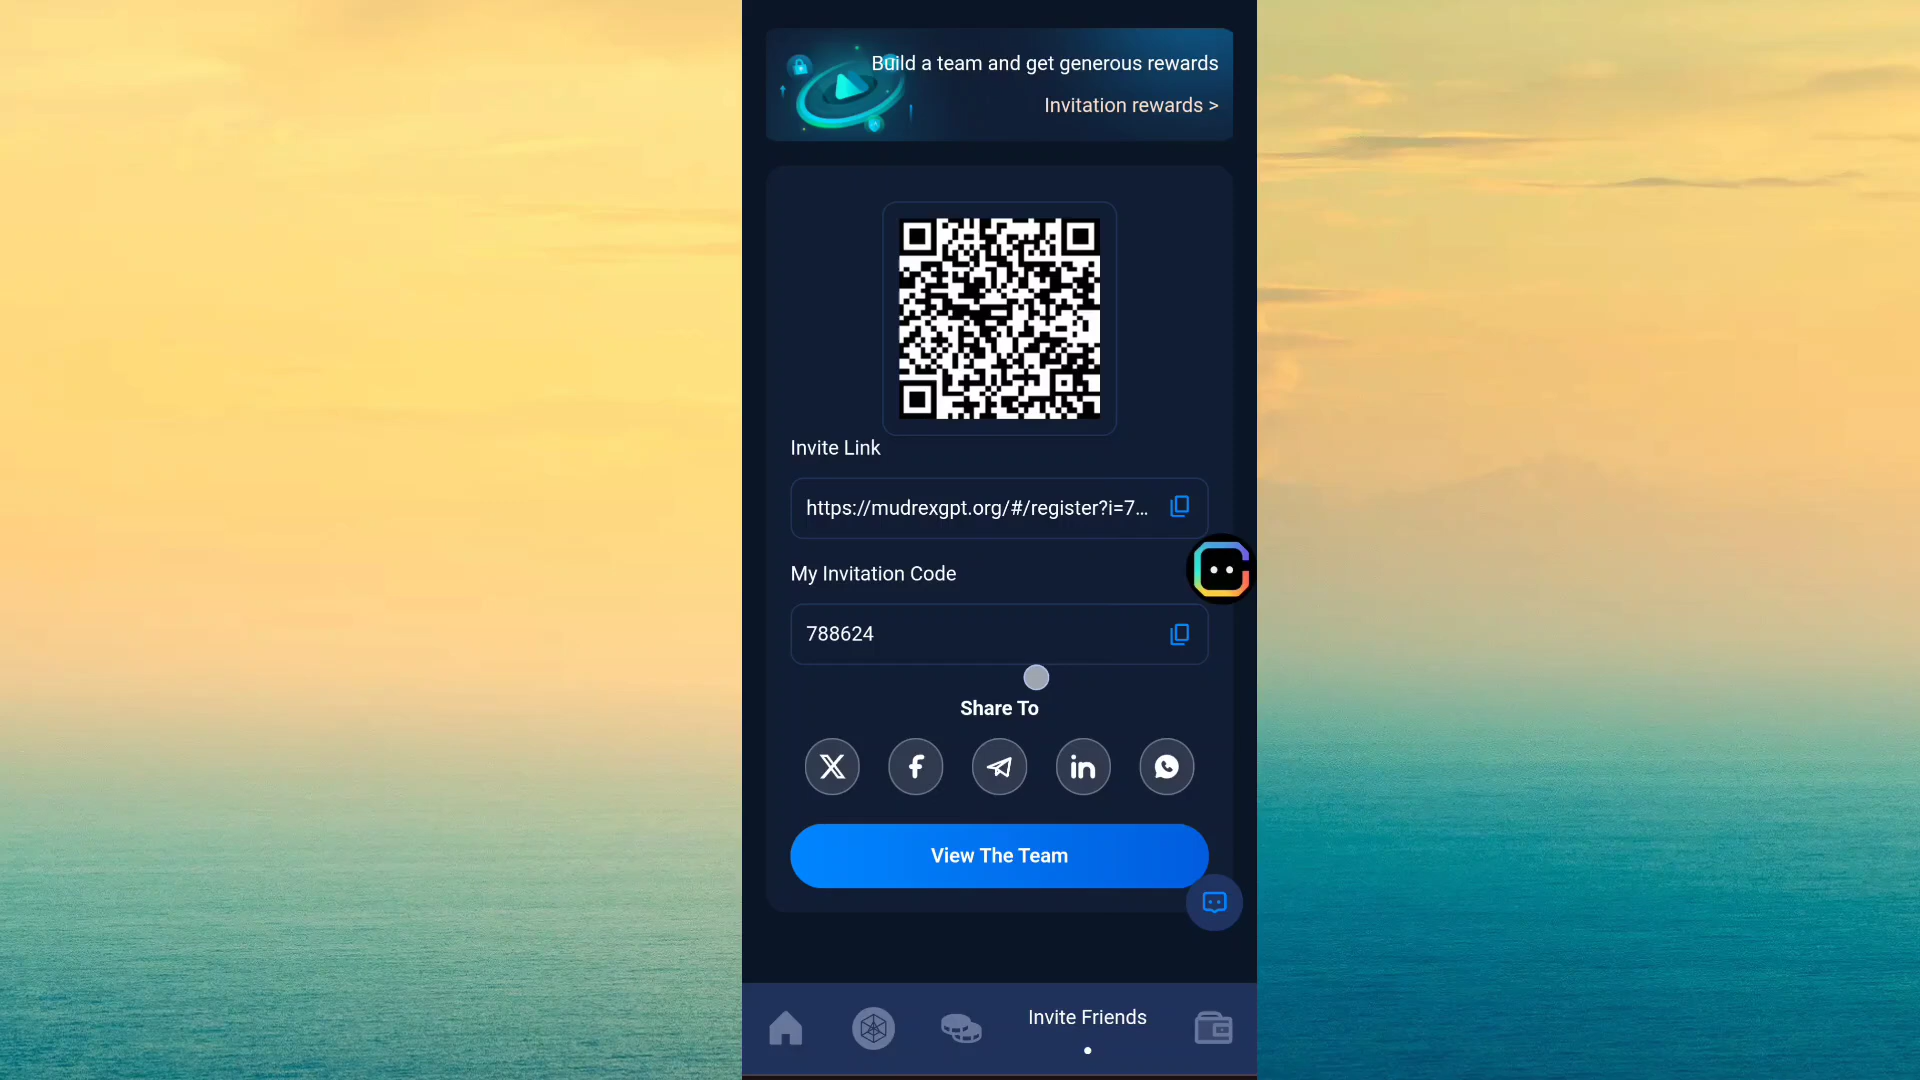 Build a team and get generous rewards
Invitation rewards >
Invite Link
https://mudrexgpt.org/#/register?i=7...
My Invitation Code
788624
Share To
View The Team
Invite Friends